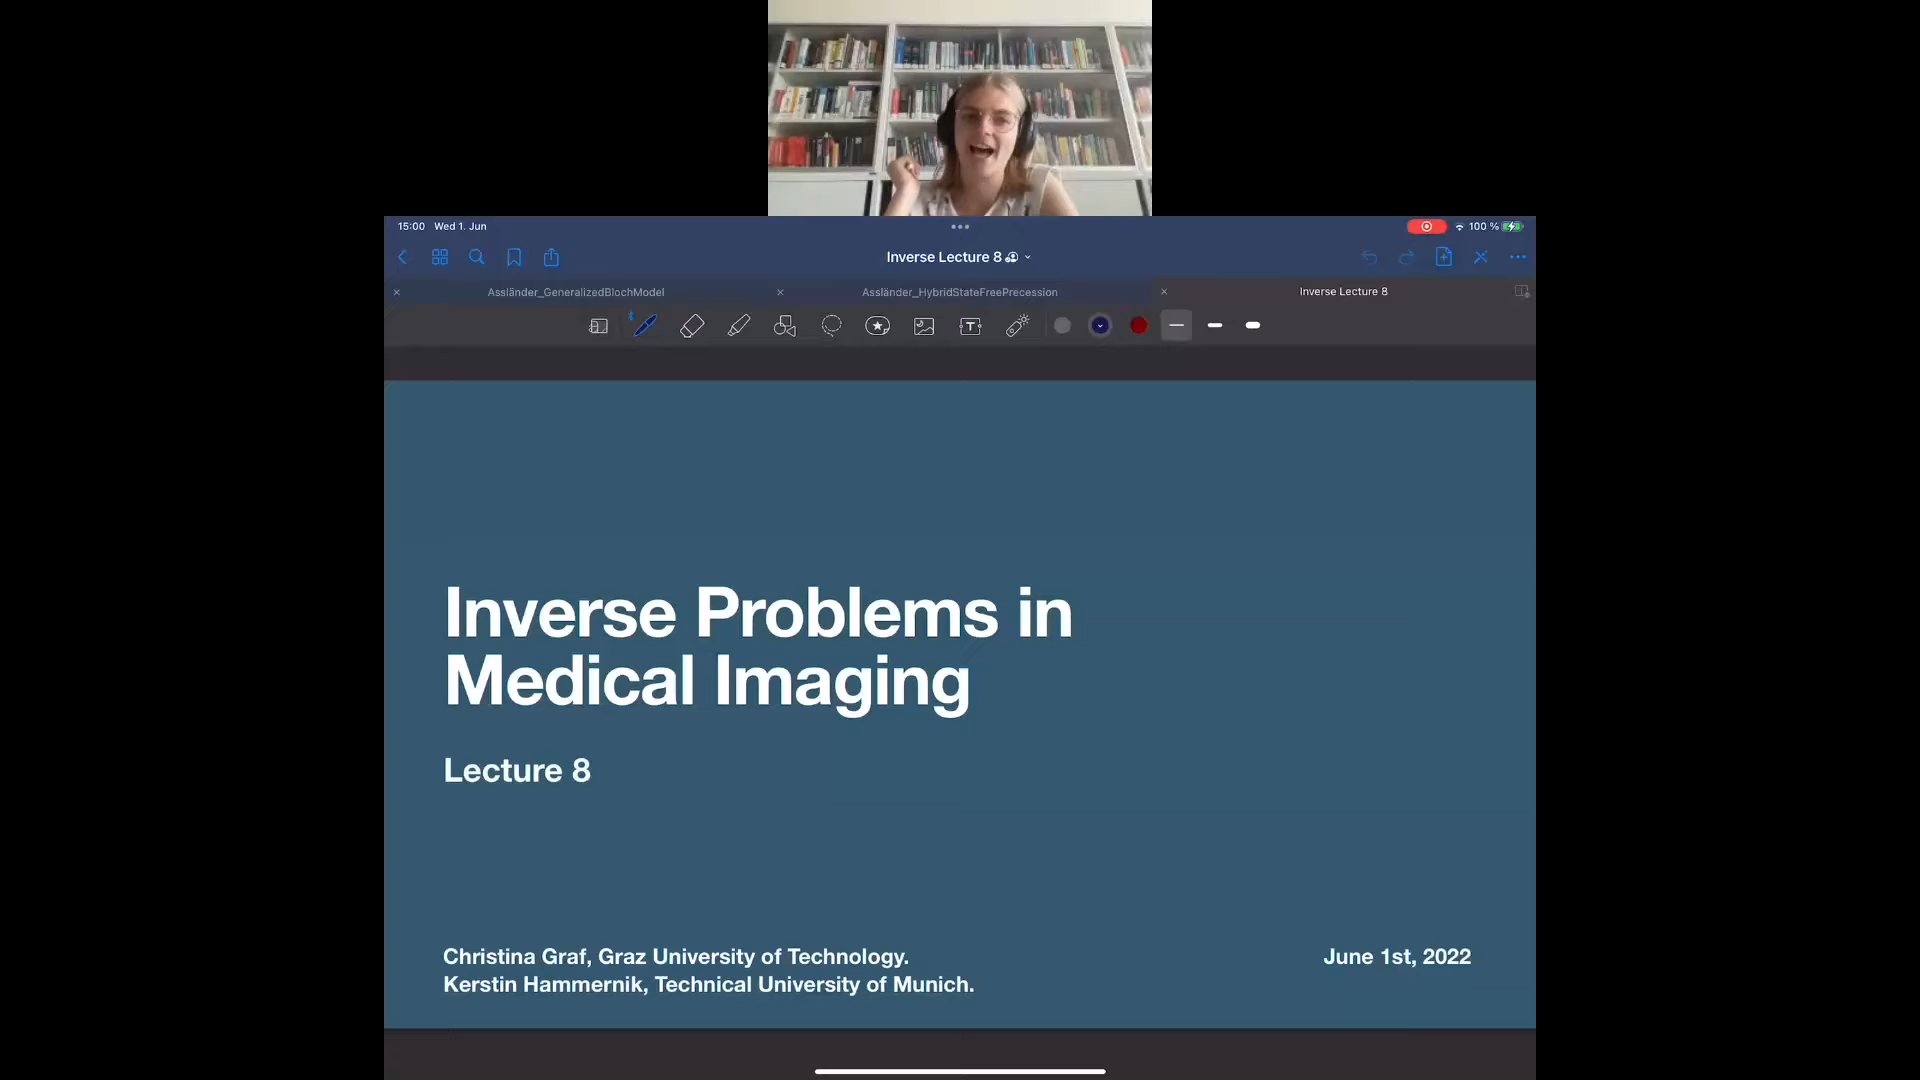 15:00 Wed 1. Jun
100 %
Inverse Lecture 8
Assländer_GeneralizedBlochModel
Assländer_HybridStateFreePrecession
Inverse Lecture 8
T
Inverse Problems in
Medical Imaging
Lecture 8
Christina Graf, Graz University of Technology.
June 1st, 2022
Kerstin Hammernik, Technical University of Munich.